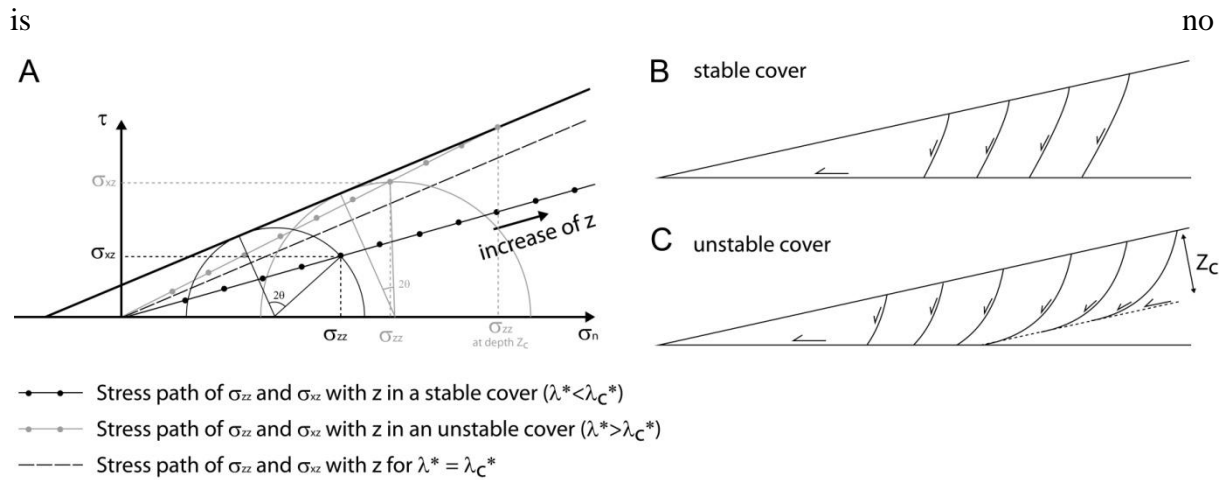 is no
A
τ
σxz
σxz
2θ
2θ
σzz
σzz
σzz
at depth Zc
σn
increase of z
B stable cover
C unstable cover
Zc
Stress path of σzz and σxz with z in a stable cover (λ*<λc*)
Stress path of σzz and σxz with z in an unstable cover (λ*>λc*)
Stress path of σzz and σxz with z for λ* = λc*